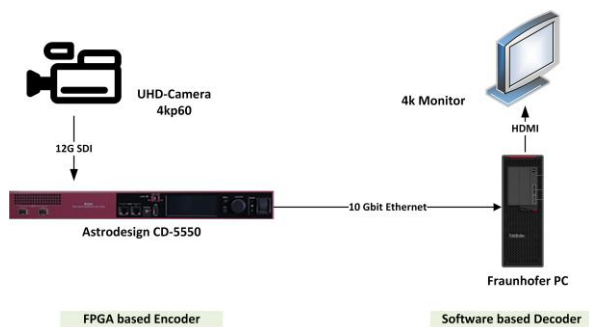 UHD-Camera
4kp60
12G SDI
Astrodesign CD-5550
10 Gbit Ethernet
4k Monitor
HDMI
Fraunhofer PC
FPGA based Encoder
Software based Decoder